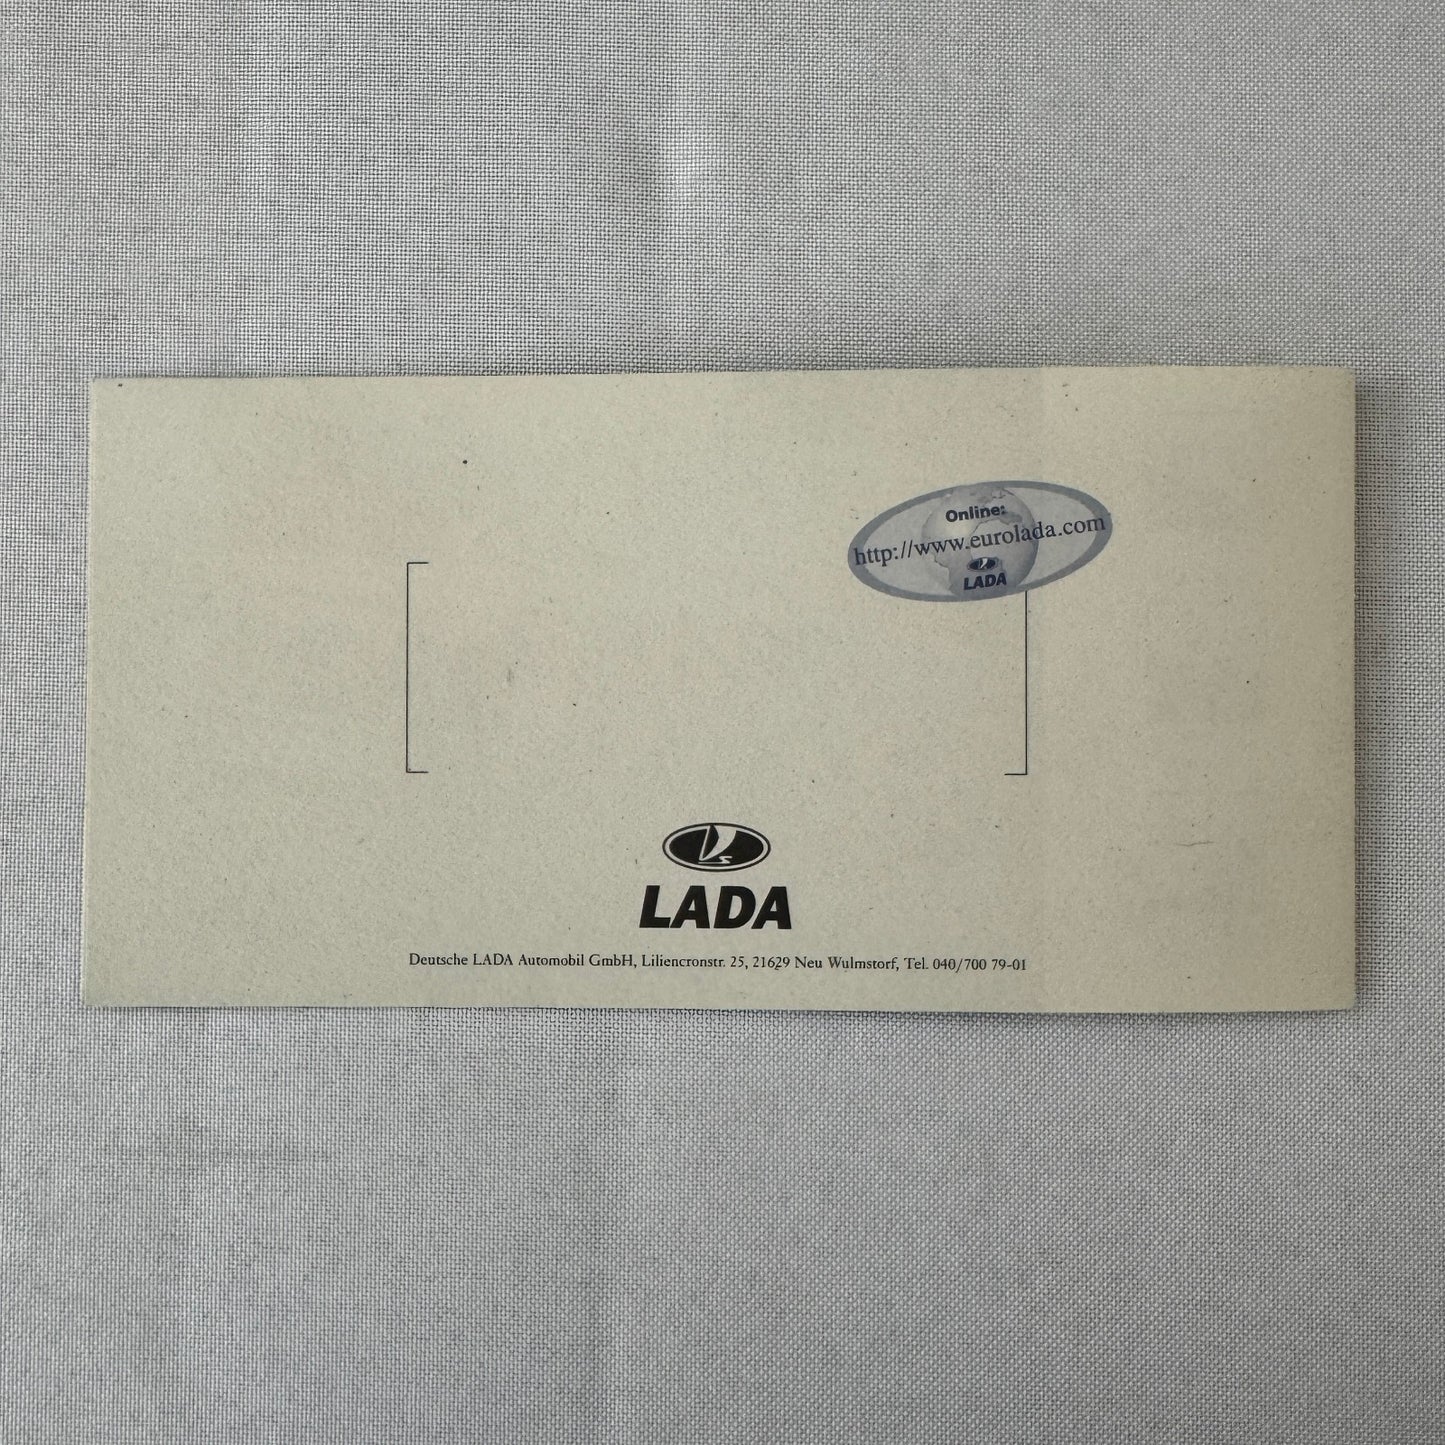 Online:
http://www.eurolada.com
LADA
LADA
Deutsche LADA Automobil GmbH, Liliencronstr. 25, 21629 Neu Wulmstorf, Tel. 040/700 79-01